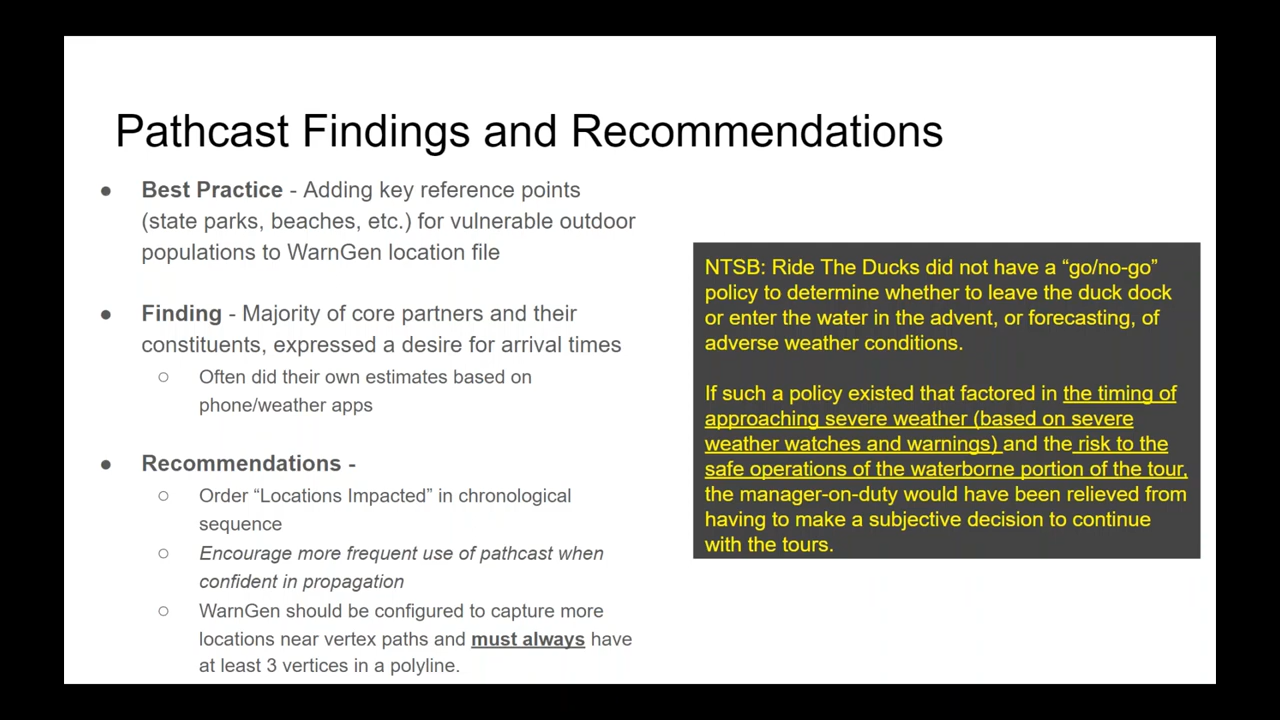 Pathcast Findings and Recommendations
● Best Practice - Adding key reference points
(state parks, beaches, etc.) for vulnerable outdoor
populations to WarnGen location file
● Finding - Majority of core partners and their
constituents, expressed a desire for arrival times
○ Often did their own estimates based on
phone/weather apps
● Recommendations -
○ Order “Locations Impacted” in chronological
sequence
○ Encourage more frequent use of pathcast when
confident in propagation
○ WarnGen should be configured to capture more
locations near vertex paths and must always have
at least 3 vertices in a polyline.
NTSB: Ride The Ducks did not have a “go/no-go”
policy to determine whether to leave the duck dock
or enter the water in the advent, or forecasting, of
adverse weather conditions.
If such a policy existed that factored in the timing of
approaching severe weather (based on severe
weather watches and warnings) and the risk to the
safe operations of the waterborne portion of the tour,
the manager-on-duty would have been relieved from
having to make a subjective decision to continue
with the tours.